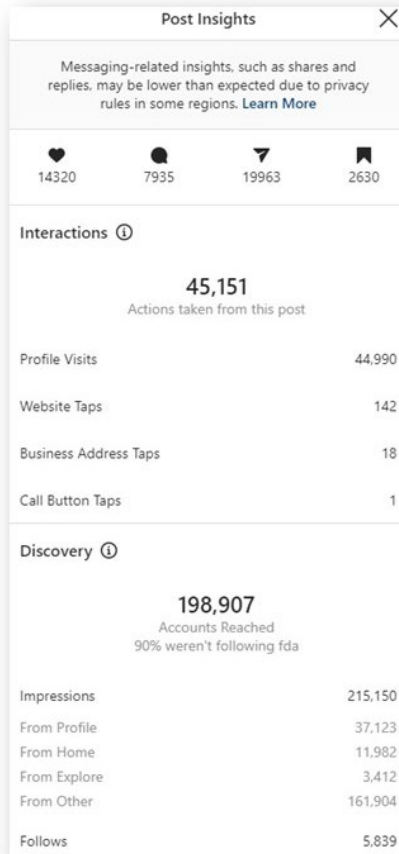 Post Insights
Messaging-related insights, such as shares and
replies, may be lower than expected due to privacy
rules in some regions. Learn More
14320 7935 19963 2630
Interactions
45,151
Actions taken from this post
Profile Visits 44,990
Website Taps 142
Business Address Taps 18
Call Button Taps 1
Discovery
198,907
Accounts Reached
90% weren't following fda
Impressions 215,150
From Profile 37,123
From Home 11,982
From Explore 3,412
From Other 161,904
Follows 5,839